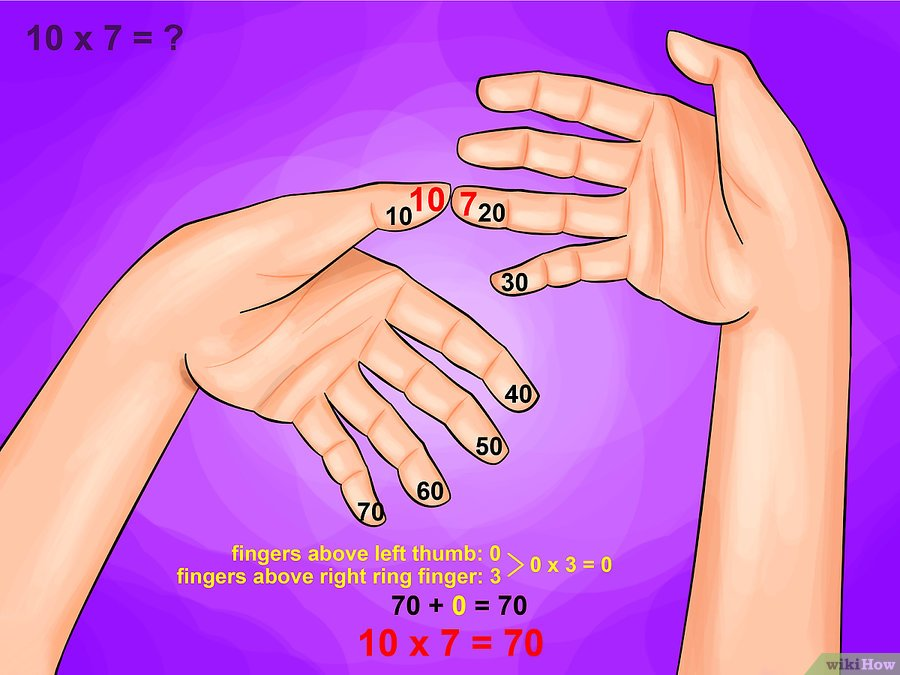 10 x 7 = ?
10 10 7 20
30
40
50
60
70
fingers above left thumb: 0
fingers above right ring finger: 3
0 x 3 = 0
70 + 0 = 70
10 x 7 = 70
wikiHow